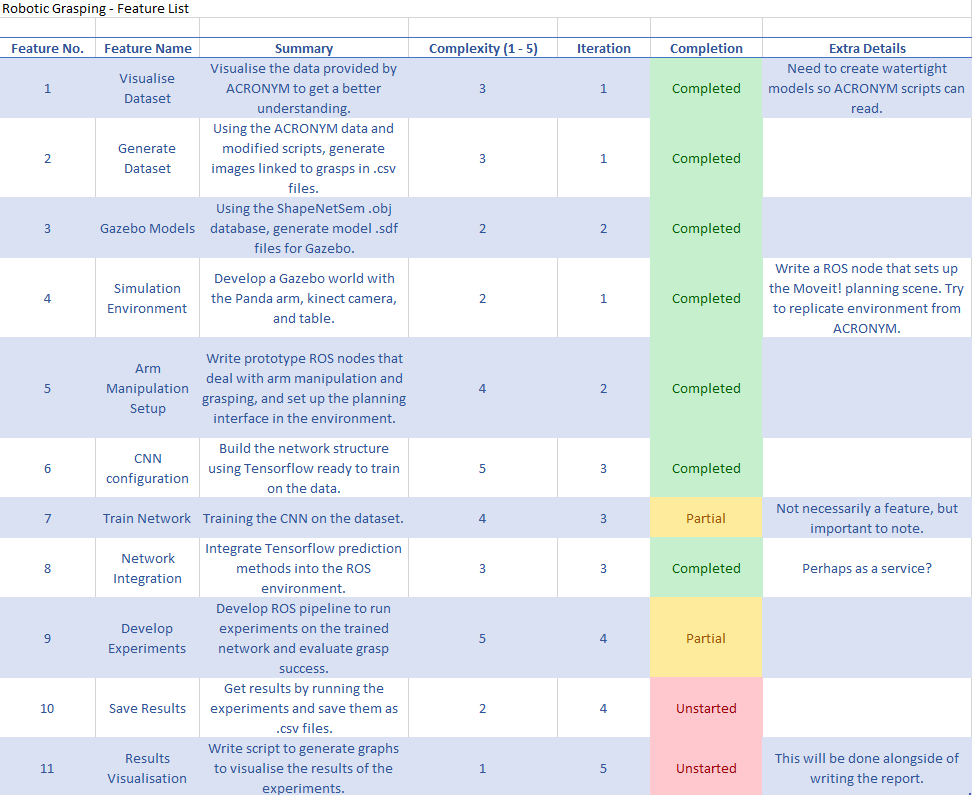 Robotic Grasping - Feature List
Feature No. Feature Name Summary Complexity (1 - 5) Iteration Completion Extra Details
1
Visualise
Dataset
Visualise the data provided by
ACRONYM to get a better
understanding.
3
1
Completed
Need to create watertight
models so ACRONYM scripts can
read.
2
Generate
Dataset
Using the ACRONYM data and
modified scripts, generate
images linked to grasps in .csv
files.
3
1
Completed
3
Gazebo Models
Using the ShapeNetSem .obj
database, generate model .sdf
files for Gazebo.
2
2
Completed
4
Simulation
Environment
Develop a Gazebo world with
the Panda arm, kinect camera,
and table.
2
1
Completed
Write a ROS node that sets up
the Moveit! planning scene. Try
to replicate environment from
ACRONYM.
5
Arm
Manipulation
Setup
Write prototype ROS nodes that
deal with arm manipulation and
grasping, and set up the planning
interface in the environment.
4
2
Completed
6
CNN
configuration
Build the network structure
using Tensorflow ready to train
on the data.
5
3
Completed
7
Train Network
Training the CNN on the dataset.
4
3
Partial
Not necessarily a feature, but
important to note.
8
Network
Integration
Integrate Tensorflow prediction
methods into the ROS
environment.
3
3
Completed
Perhaps as a service?
9
Develop
Experiments
Develop ROS pipeline to run
experiments on the trained
network and evaluate grasp
success.
5
4
Partial
10
Save Results
Get results by running the
experiments and save them as
.csv files.
2
4
Unstarted
11
Results
Visualisation
Write script to generate graphs
to visualise the results of the
experiments.
1
5
Unstarted
This will be done alongside of
writing the report.